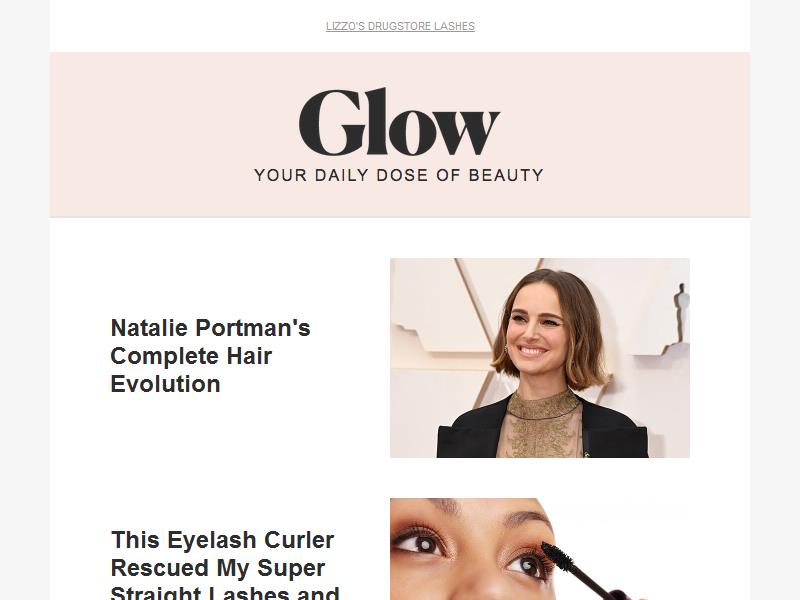 LIZZO'S DRUGSTORE LASHES
Glow
YOUR DAILY DOSE OF BEAUTY
Natalie Portman's
Complete Hair
Evolution
This Eyelash Curler
Rescued My Super
Straight Lashes and